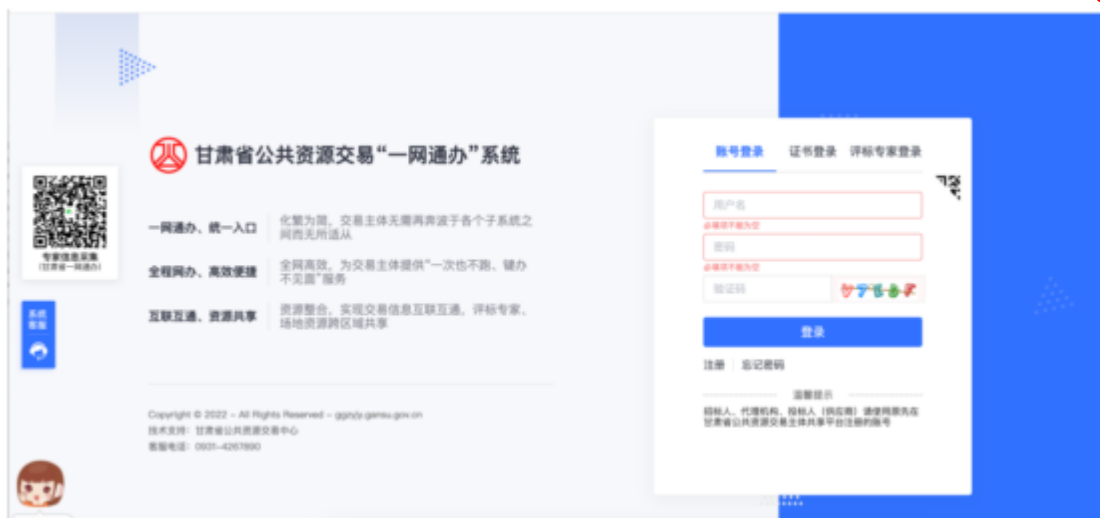 甘肃省公共资源交易“一网通办”系统
一网通办、统一入口
化繁为简，交易主体无需再奔波于各个子系统之
间而无所适从
全程网办、高效便捷
全网高效，为交易主体提供“一次也不跑、键办
不见面”服务
互联互通、资源共享
资源整合，实现交易信息互联互通，评标专家、
场地资源跨区域共享
Copyright © 2022 - All Rights Reserved - ggzyjy.gansu.gov.cn
技术支持：甘肃省公共资源交易中心
客服电话：0931-4267890
专家信息采集
(甘肃省一网通办)
系统
客服
账号登录
证书登录
评标专家登录
用户名
必填项不能为空
密码
必填项不能为空
验证码
登录
注册
忘记密码
温馨提示
招标人、代理机构、投标人（供应商）请使用原先在
甘肃省公共资源交易主体共享平台注册的账号